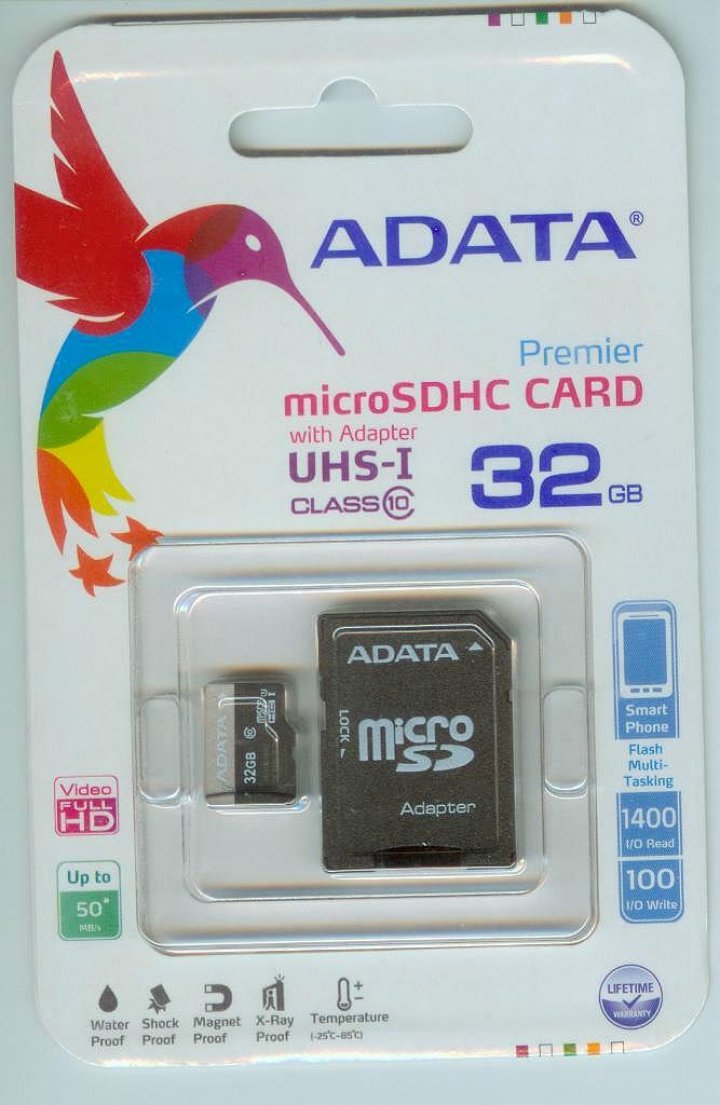 ADATA®
Premier
microSDHC CARD
with Adapter
UHS-I
CLASS 10
32 GB
ADATA
LOCK
micro
SD
Adapter
ADATA
32GB
10
Smart
Phone
Flash
Multi-
Tasking
1400
I/O Read
100
I/O Write
Video
FULL
HD
Up to
50*
MB/s
Water
Proof
Shock
Proof
Magnet
Proof
X-Ray
Proof
Temperature
(-25°C~85°C)
LIFETIME
WARRANTY